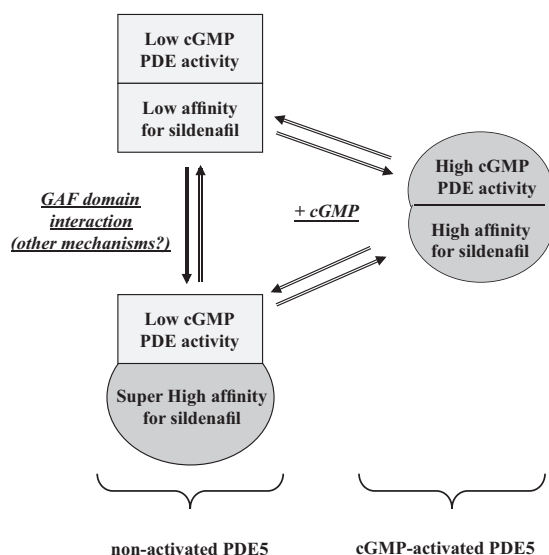 Low cGMP
PDE activity
Low affinity
for sildenafil
High cGMP
PDE activity
High affinity
for sildenafil
GAF domain
interaction
(other mechanisms?)
+ cGMP
Low cGMP
PDE activity
Super High affinity
for sildenafil
non-activated PDE5
cGMP-activated PDE5